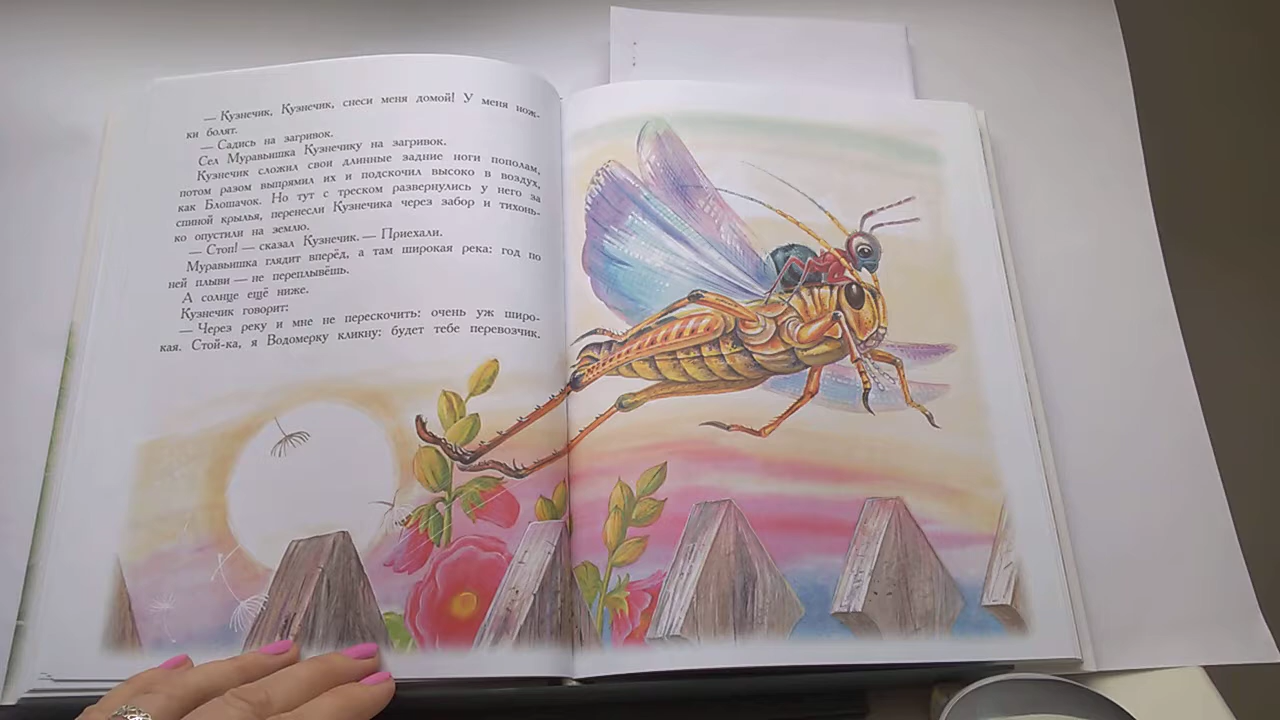 — Кузнечик, Кузнечик, снеси меня домой! У меня нож-
ки болят.
— Садись на загривок.
Сел Муравьишка Кузнечику на загривок.
Кузнечик сложил свои длинные задние ноги пополам,
потом разом выпрямил их и подскочил высоко в воздух,
как Блошачок. Но тут с треском развернулись у него за
спиной крылья, перенесли Кузнечика через забор и тихонь-
ко опустили на землю.
— Стоп! — сказал Кузнечик. — Приехали.
Муравьишка глядит вперёд, а там широкая река: год по
ней плыви — не переплывёшь.
А солнце ещё ниже.
Кузнечик говорит:
— Через реку и мне не перескочить: очень уж широ-
кая. Стой-ка, я Водомерку кликну: будет тебе перевозчик.